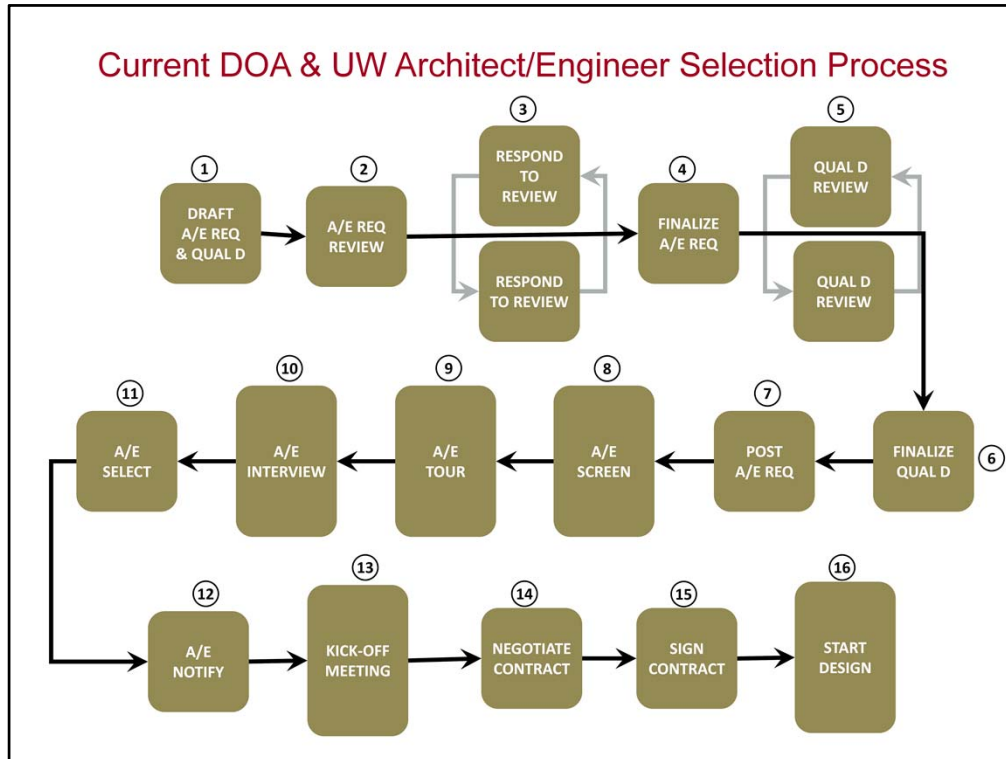 Current DOA & UW Architect/Engineer Selection Process
1
DRAFT
A/E REQ
& QUAL D
2
A/E REQ
REVIEW
3
RESPOND
TO
REVIEW
RESPOND
TO REVIEW
4
FINALIZE
A/E REQ
5
QUAL D
REVIEW
QUAL D
REVIEW
6
FINALIZE
QUAL D
7
POST
A/E REQ
8
A/E
SCREEN
9
A/E
TOUR
10
A/E
INTERVIEW
11
A/E
SELECT
12
A/E
NOTIFY
13
KICK-OFF
MEETING
14
NEGOTIATE
CONTRACT
15
SIGN
CONTRACT
16
START
DESIGN